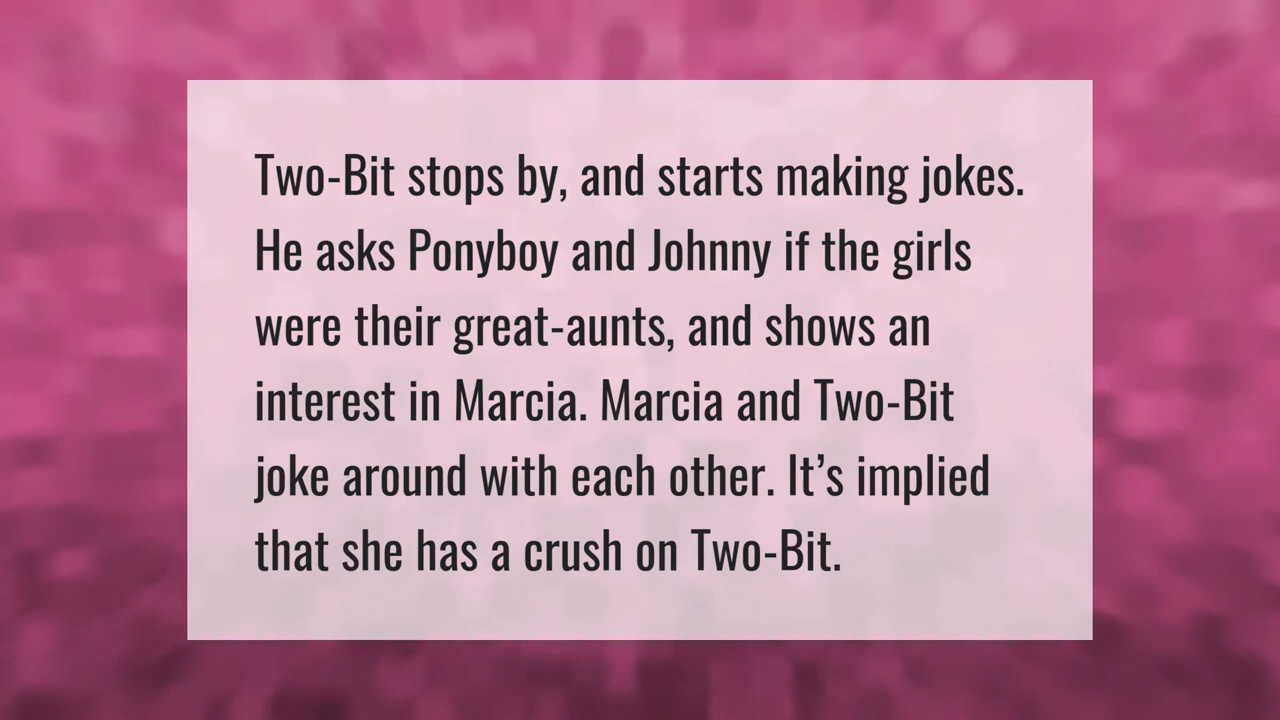 Two-Bit stops by, and starts making jokes.
He asks Ponyboy and Johnny if the girls
were their great-aunts, and shows an
interest in Marcia. Marcia and Two-Bit
joke around with each other. It’s implied
that she has a crush on Two-Bit.